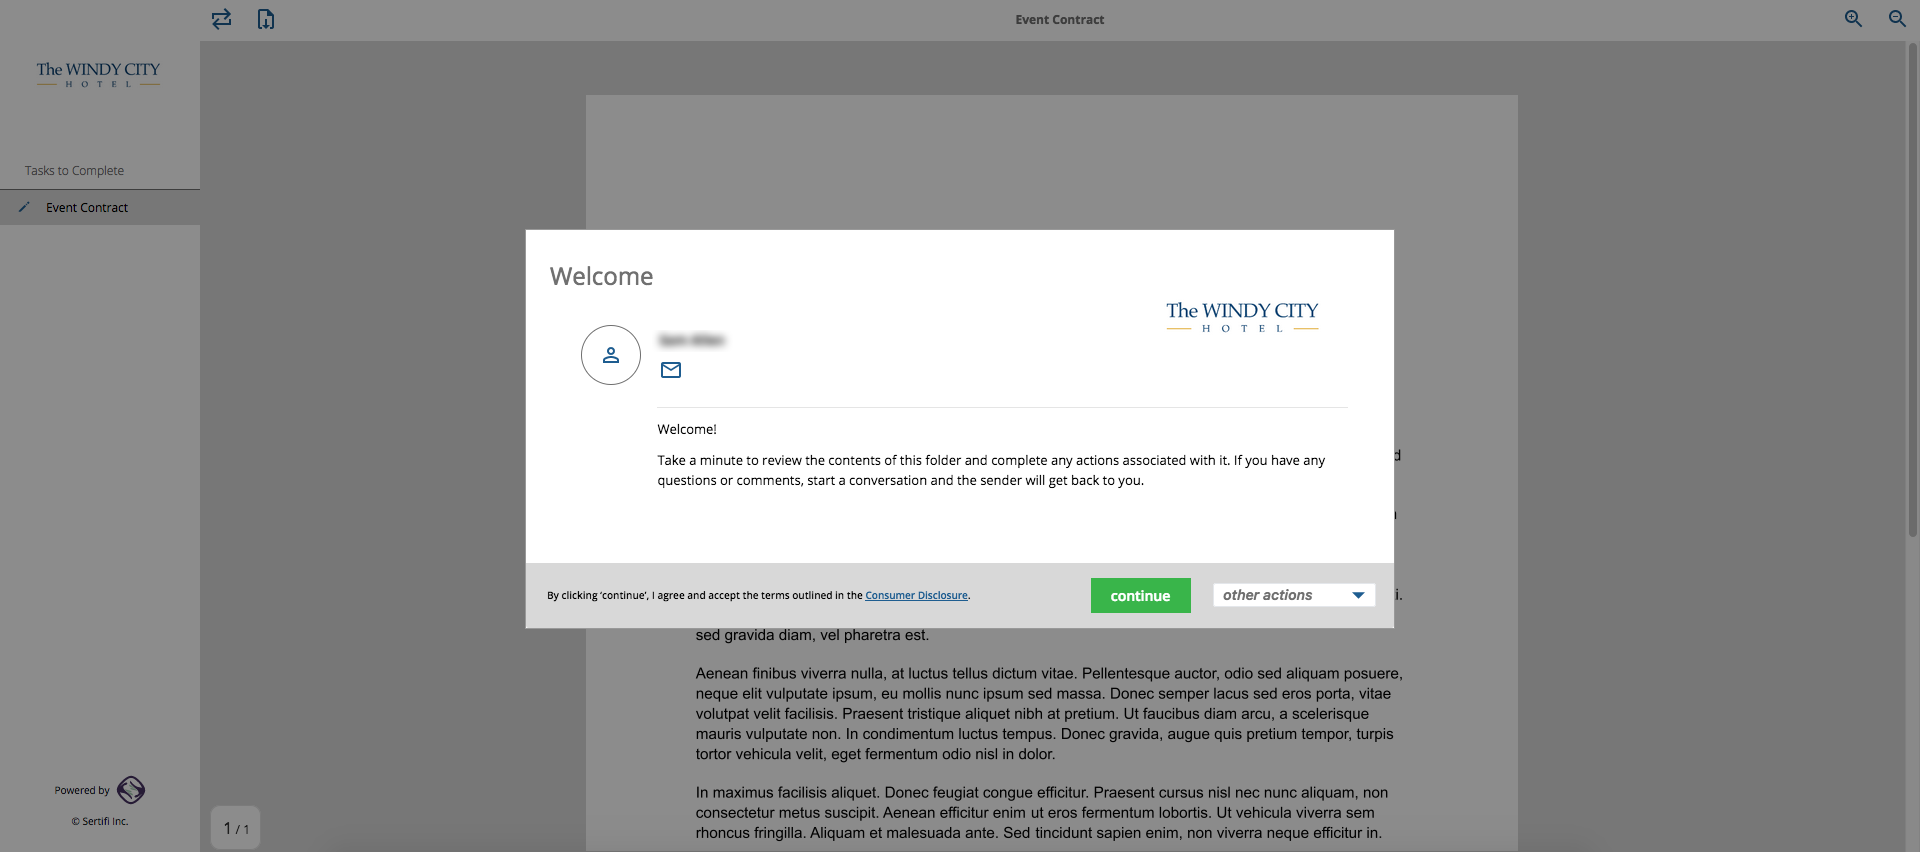 Event Contract
The WINDY CITY
HOTEL
Tasks to Complete
Event Contract
Welcome
The WINDY CITY
HOTEL
Welcome!
Take a minute to review the contents of this folder and complete any actions associated with it. If you have any
questions or comments, start a conversation and the sender will get back to you.
By clicking 'continue', I agree and accept the terms outlined in the Consumer Disclosure.
continue
other actions
sed gravida diam, vel pharetra est.
Aenean finibus viverra nulla, at luctus tellus dictum vitae. Pellentesque auctor, odio sed aliquam posuere,
neque elit vulputate ipsum, eu mollis nunc ipsum sed massa. Donec semper lacus sed eros porta, vitae
volutpat velit facilisis. Praesent tristique aliquet nibh at pretium. Ut faucibus diam arcu, a scelerisque
mauris vulputate non. In condimentum luctus tempus. Donec gravida, augue quis pretium tempor, turpis
tortor vehicula velit, eget fermentum odio nisl in dolor.
In maximus facilisis aliquet. Donec feugiat congue efficitur. Praesent cursus nisl nec nunc aliquam, non
consectetur metus suscipit. Aenean efficitur enim ut eros fermentum lobortis. Ut vehicula viverra sem
rhoncus fringilla. Aliquam et malesuada ante. Sed tincidunt sapien enim, non viverra neque efficitur in.
Powered by
© Sertifi Inc.
1 / 1